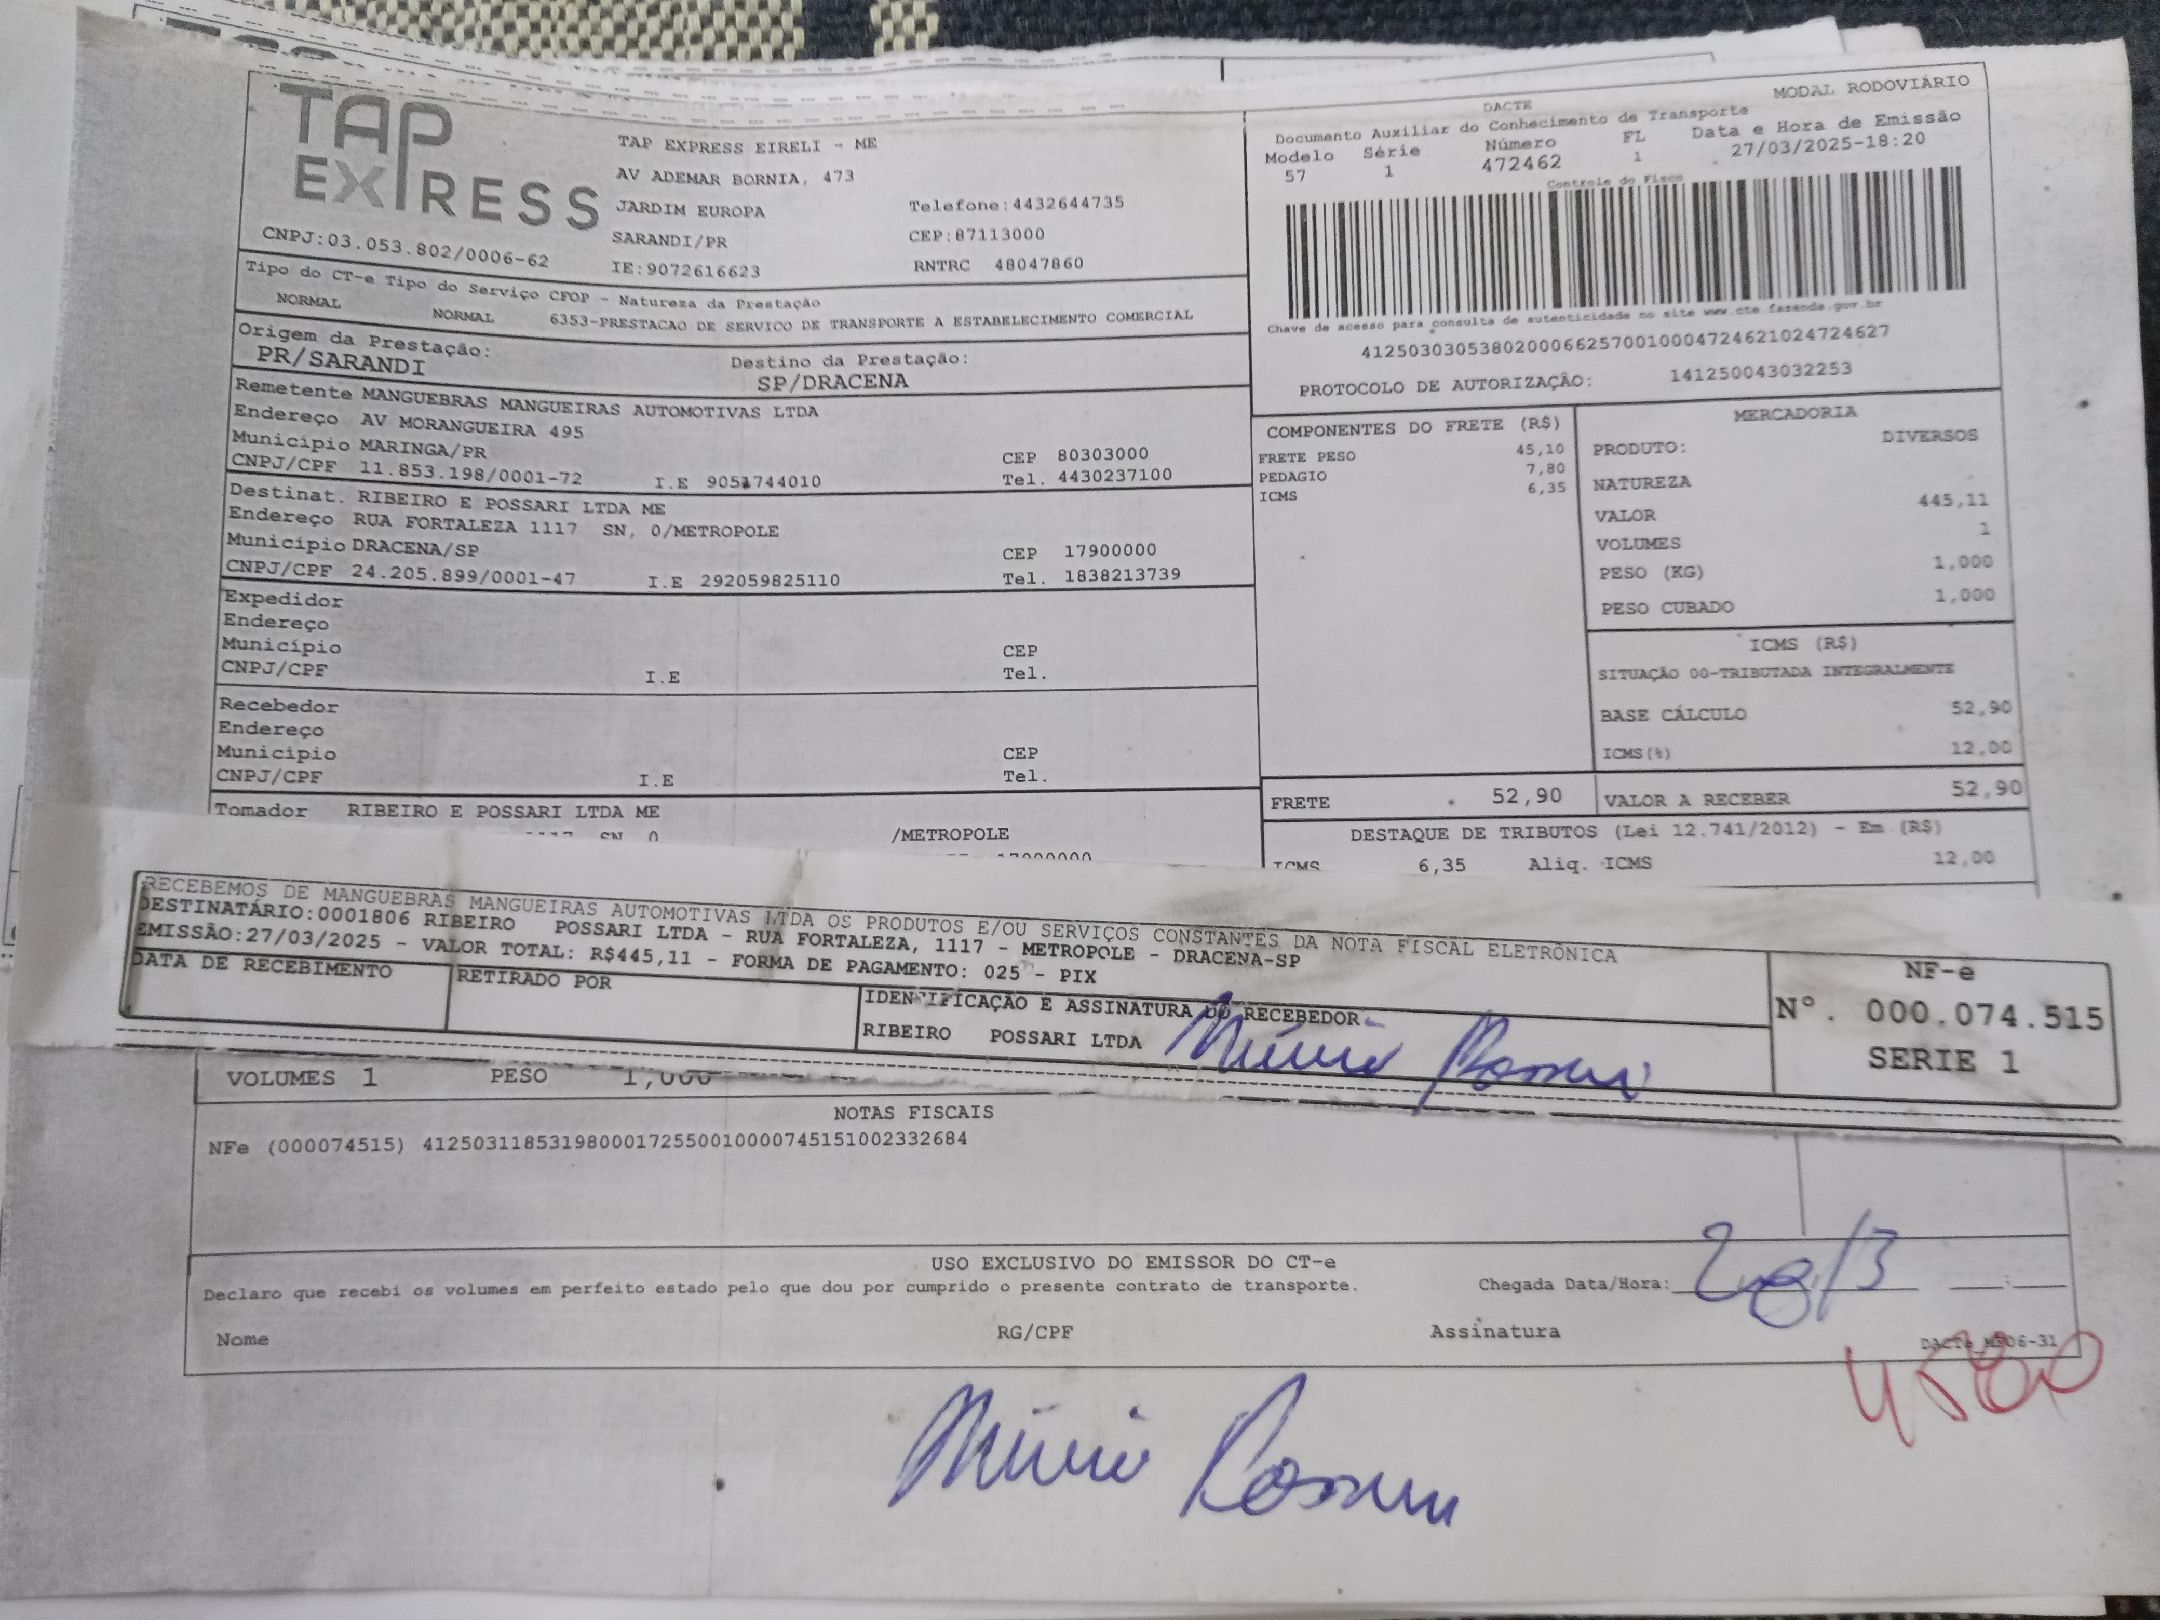 TAP EXPRESS
TAP EXPRESS EIRELI - ME
AV ADEMAR BORNIA, 473
JARDIM EUROPA Telefone:4432644735
SARANDI/PR CEP:87113000
CNPJ:03.053.802/0006-62 IE:9072616623 RNTRC 48047860
MODAL RODOVIÁRIO
DACTE
Documento Auxiliar do Conhecimento de Transporte
Modelo Série Número FL Data e Hora de Emissão
57 1 472462 1 27/03/2025-18:20
Controle do Fisco
Chave de acesso para consulta de autenticidade no site www.cte.fazenda.gov.br
41250303053802000662570010004724621024724627
PROTOCOLO DE AUTORIZAÇÃO: 141250043032253
Tipo do CT-e Tipo do Serviço CFOP - Natureza da Prestação
NORMAL NORMAL 6353-PRESTACAO DE SERVICO DE TRANSPORTE A ESTABELECIMENTO COMERCIAL
Origem da Prestação: Destino da Prestação:
PR/SARANDI SP/DRACENA
Remetente MANGUEBRAS MANGUEIRAS AUTOMOTIVAS LTDA
Endereço AV MORANGUEIRA 495
Município MARINGA/PR CEP 80303000
CNPJ/CPF 11.853.198/0001-72 I.E 9051744010 Tel. 4430237100
Destinat. RIBEIRO E POSSARI LTDA ME
Endereço RUA FORTALEZA 1117 SN, 0/METROPOLE
Município DRACENA/SP CEP 17900000
CNPJ/CPF 24.205.899/0001-47 I.E 292059825110 Tel. 1838213739
Expedidor
Endereço
Município CEP
CNPJ/CPF I.E Tel.
Recebedor
Endereço
Município CEP
CNPJ/CPF I.E Tel.
Tomador RIBEIRO E POSSARI LTDA ME
SN, 0 /METROPOLE
COMPONENTES DO FRETE (R$)
FRETE PESO 45,10
PEDAGIO 7,80
ICMS 6,35
MERCADORIA
PRODUTO: DIVERSOS
NATUREZA
VALOR 445,11
VOLUMES 1
PESO (KG) 1,000
PESO CUBADO 1,000
ICMS (R$)
SITUAÇÃO 00-TRIBUTADA INTEGRALMENTE
BASE CÁLCULO 52,90
ICMS(%) 12,00
FRETE 52,90 VALOR A RECEBER 52,90
DESTAQUE DE TRIBUTOS (Lei 12.741/2012) - Em (R$)
ICMS 6,35 Aliq. ICMS 12,00
RECEBEMOS DE MANGUEBRAS MANGUEIRAS AUTOMOTIVAS LTDA OS PRODUTOS E/OU SERVIÇOS CONSTANTES DA NOTA FISCAL ELETRÔNICA
DESTINATÁRIO:0001806 RIBEIRO POSSARI LTDA - RUA FORTALEZA, 1117 - METROPOLE - DRACENA-SP
EMISSÃO:27/03/2025 - VALOR TOTAL: R$445,11 - FORMA DE PAGAMENTO: 025 - PIX
DATA DE RECEBIMENTO RETIRADO POR IDENTIFICAÇÃO E ASSINATURA DO RECEBEDOR
RIBEIRO POSSARI LTDA
NF-e
Nº. 000.074.515
SERIE 1
VOLUMES 1 PESO 1,000
NOTAS FISCAIS
NFe (000074515) 41250311853198000172550010000745151002332684
USO EXCLUSIVO DO EMISSOR DO CT-e
Declaro que recebi os volumes em perfeito estado pelo que dou por cumprido o presente contrato de transporte. Chegada Data/Hora: 28/3
Nome RG/CPF Assinatura